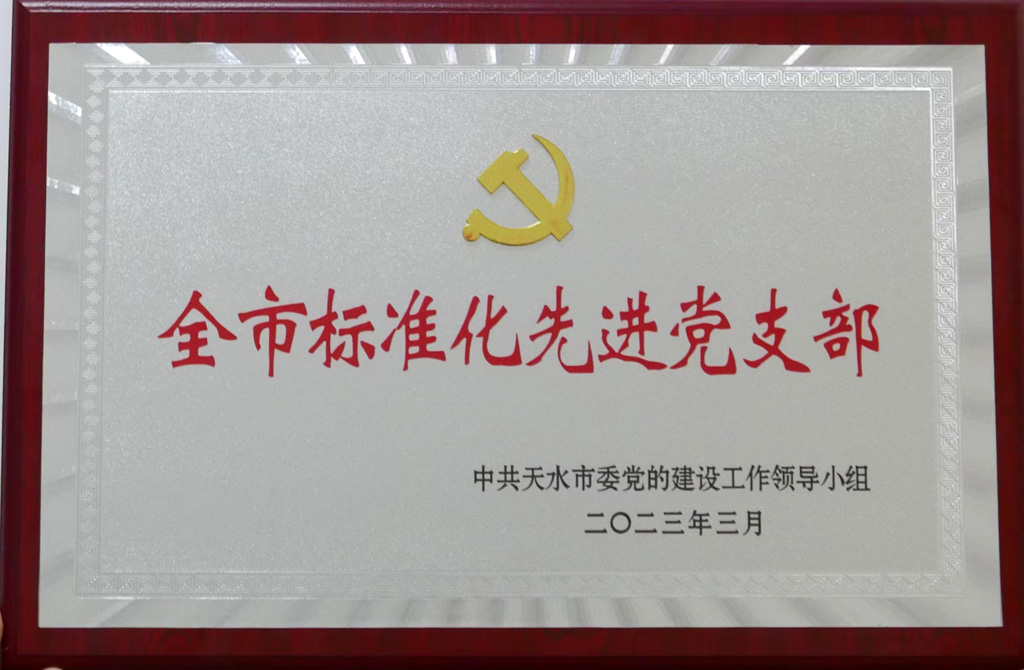 全市标准化先进党支部
中共天水市委党的建设工作领导小组
二〇二三年三月